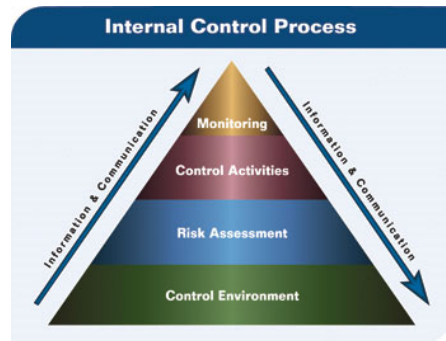 Internal Control Process
Information & Communication
Information & Communication
Monitoring
Control Activities
Risk Assessment
Control Environment